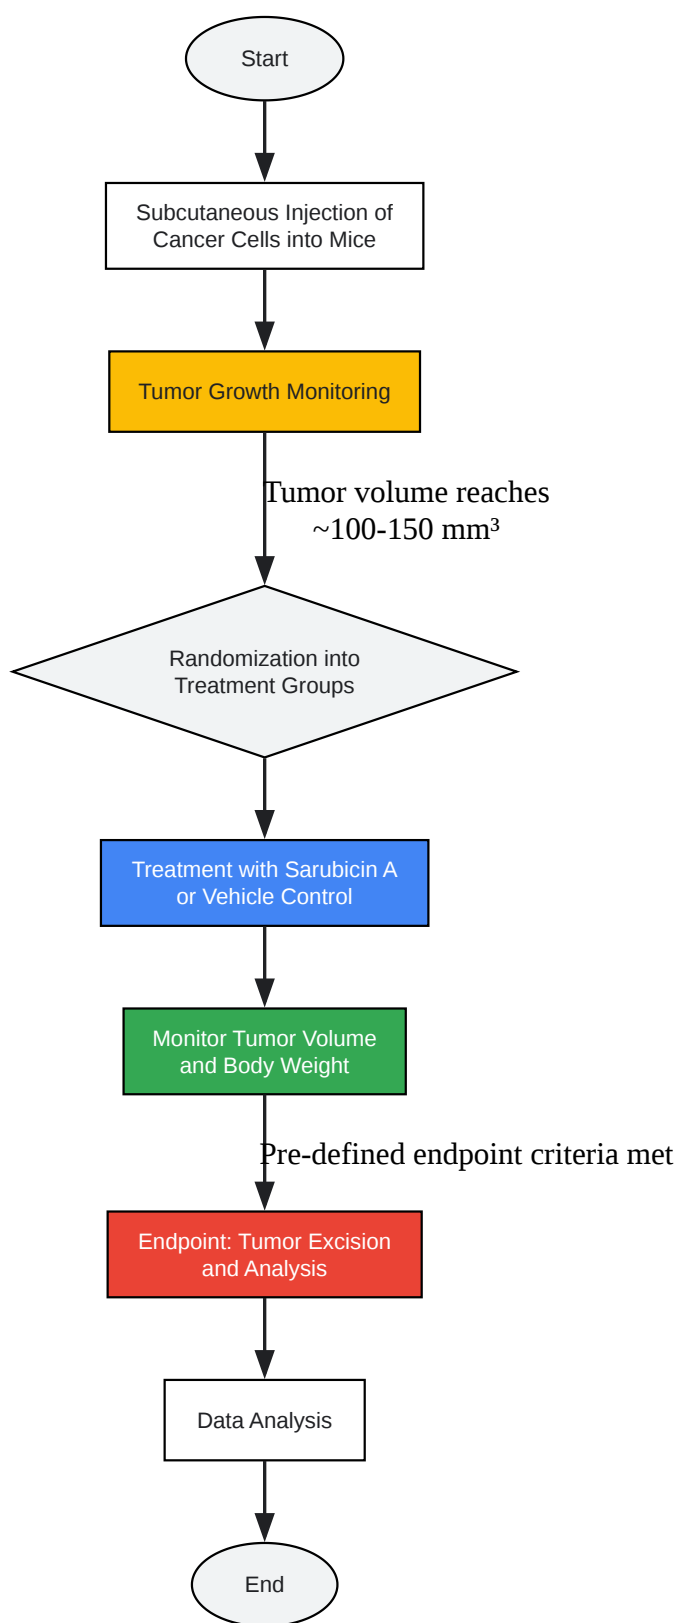 Start
Subcutaneous Injection of
Cancer Cells into Mice
Tumor Growth Monitoring
Tumor volume reaches
~100-150 mm³
Randomization into
Treatment Groups
Treatment with Sarubicin A
or Vehicle Control
Monitor Tumor Volume
and Body Weight
Pre-defined endpoint criteria met
Endpoint: Tumor Excision
and Analysis
Data Analysis
End